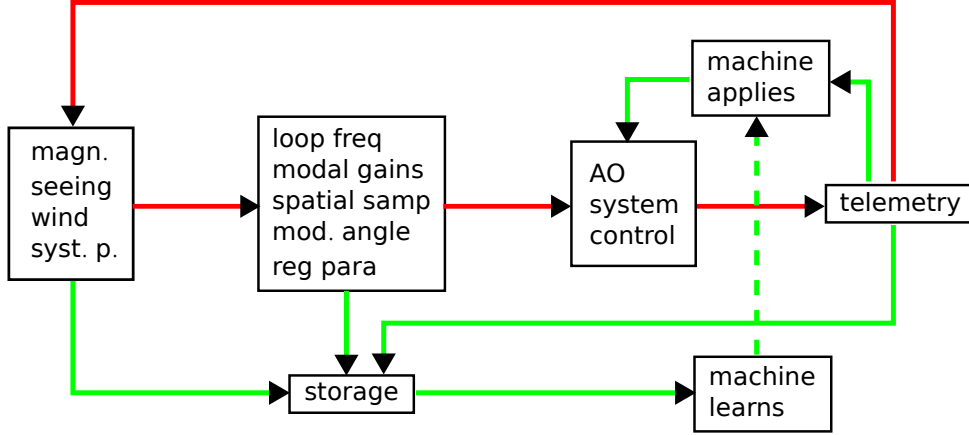 magn.
seeing
wind
syst. p.
loop freq
modal gains
spatial samp
mod. angle
reg para
AO
system
control
machine
applies
telemetry
storage
machine
learns